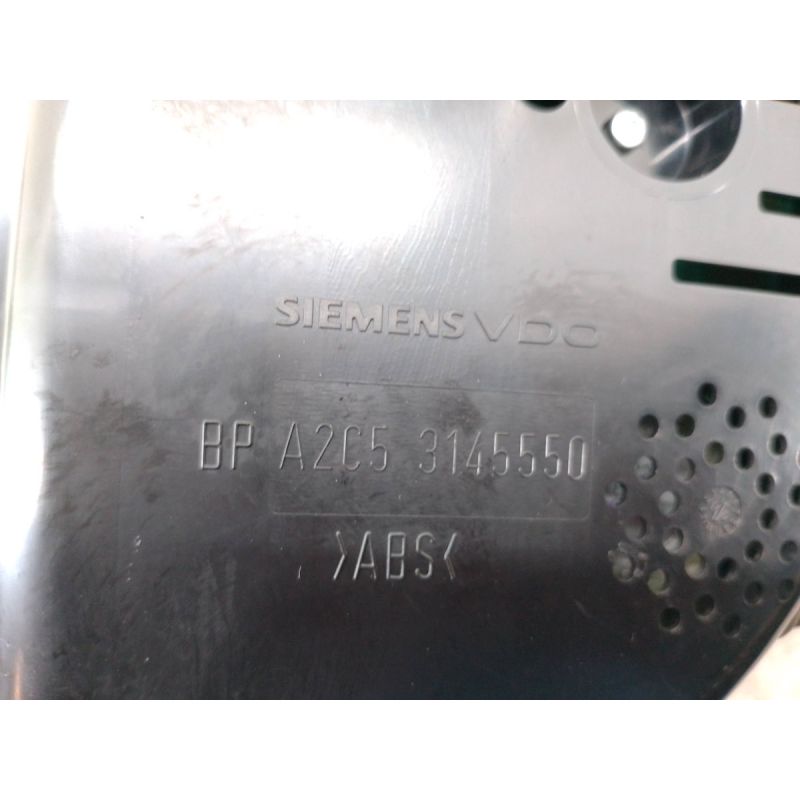 SIEMENS VDO
BP A2C5 3145550
>ABS<